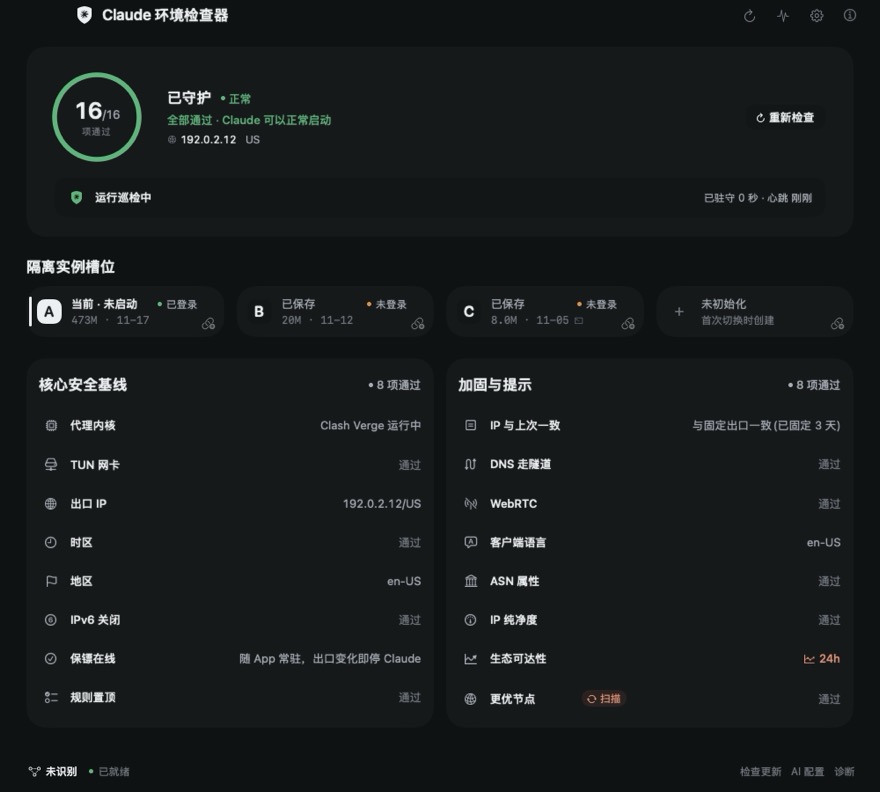 Claude 环境检查器
16/16
项通过
已守护 • 正常
全部通过 · Claude 可以正常启动
192.0.2.12 US
重新检查
运行巡检中
已驻守 0 秒 · 心跳 刚刚
隔离实例槽位
A 当前 · 未启动 • 已登录
473M · 11-17
B 已保存 • 未登录
20M · 11-12
C 已保存 • 未登录
8.0M · 11-05
+ 未初始化
首次切换时创建
核心安全基线 • 8 项通过
代理内核 Clash Verge 运行中
TUN 网卡 通过
出口 IP 192.0.2.12/US
时区 通过
地区 en-US
IPv6 关闭 通过
保镖在线 随 App 常驻，出口变化即停 Claude
规则置顶 通过
加固与提示 • 8 项通过
IP 与上次一致 与固定出口一致 (已固定 3 天)
DNS 走隧道 通过
WebRTC 通过
客户端语言 en-US
ASN 属性 通过
IP 纯净度 通过
生态可达性 24h
更优节点 扫描 通过
未识别 • 已就绪
检查更新 AI 配置 诊断